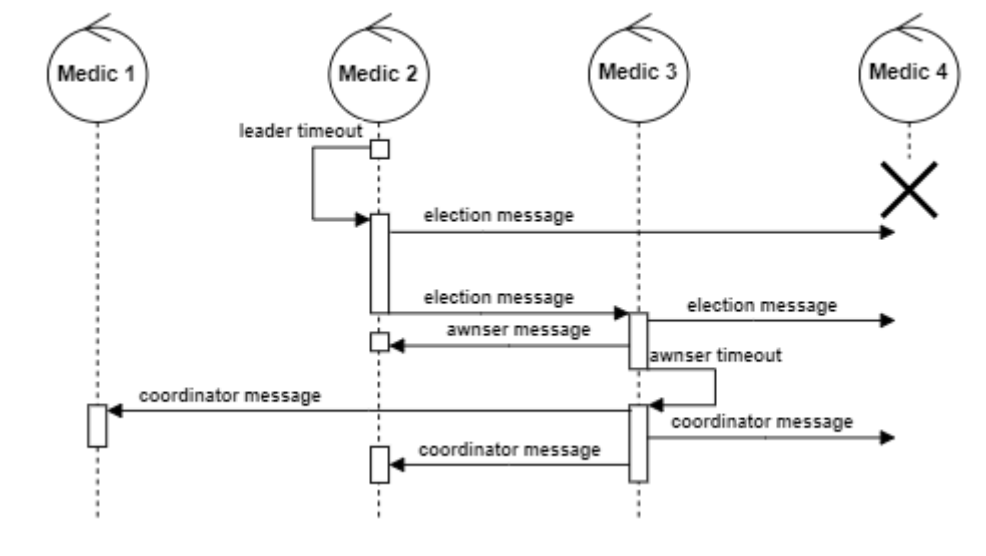 Medic 1
Medic 2
Medic 3
Medic 4
leader timeout
election message
election message
election message
awnser message
awnser timeout
coordinator message
coordinator message
coordinator message